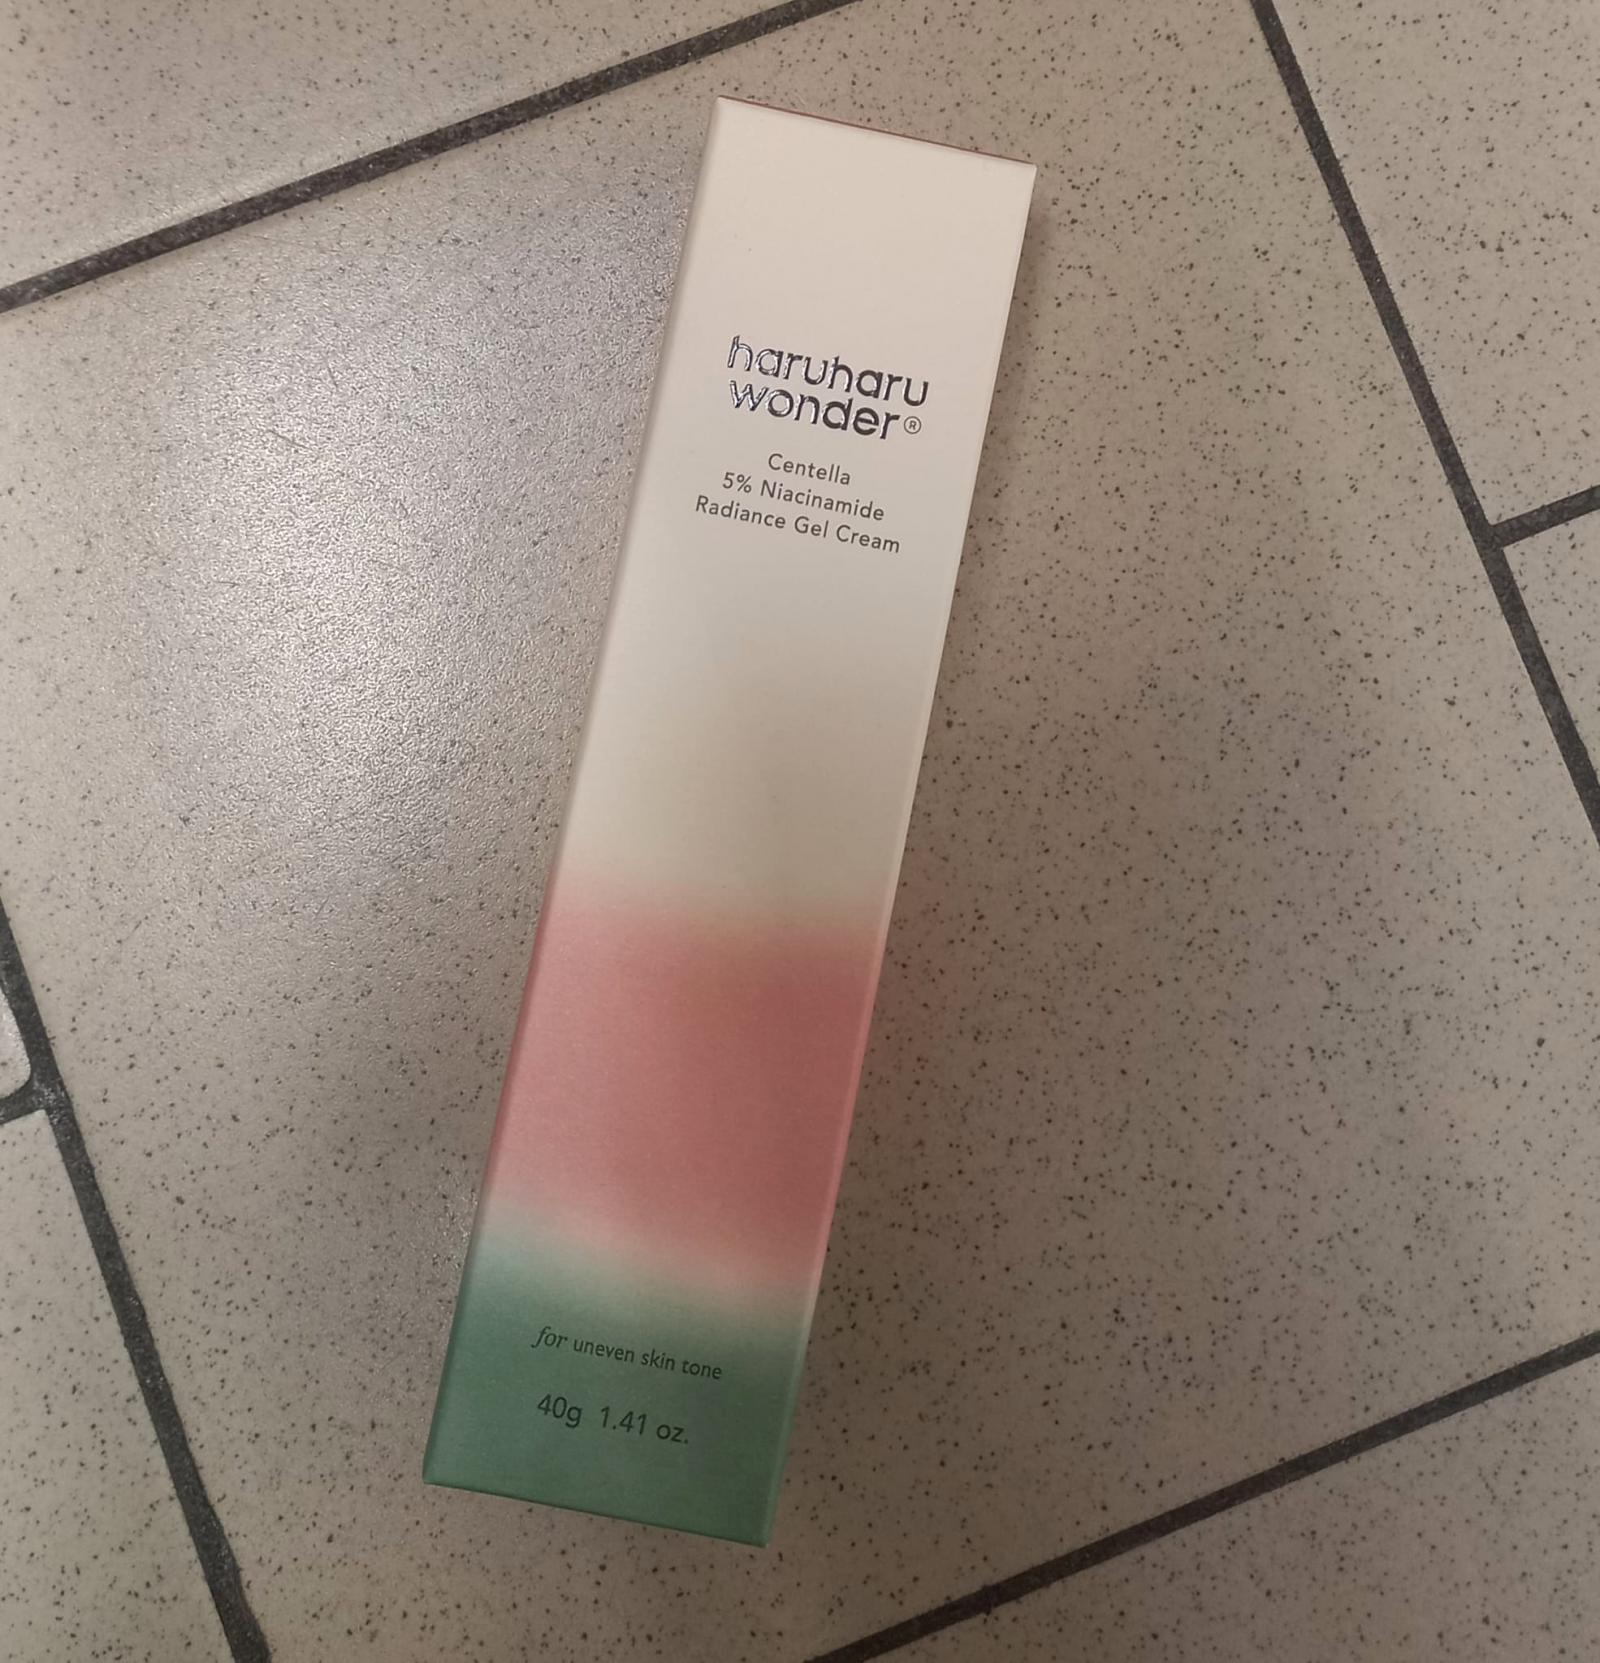 haruharu
wonder®
Centella
5% Niacinamide
Radiance Gel Cream
for uneven skin tone
40g 1.41 oz.